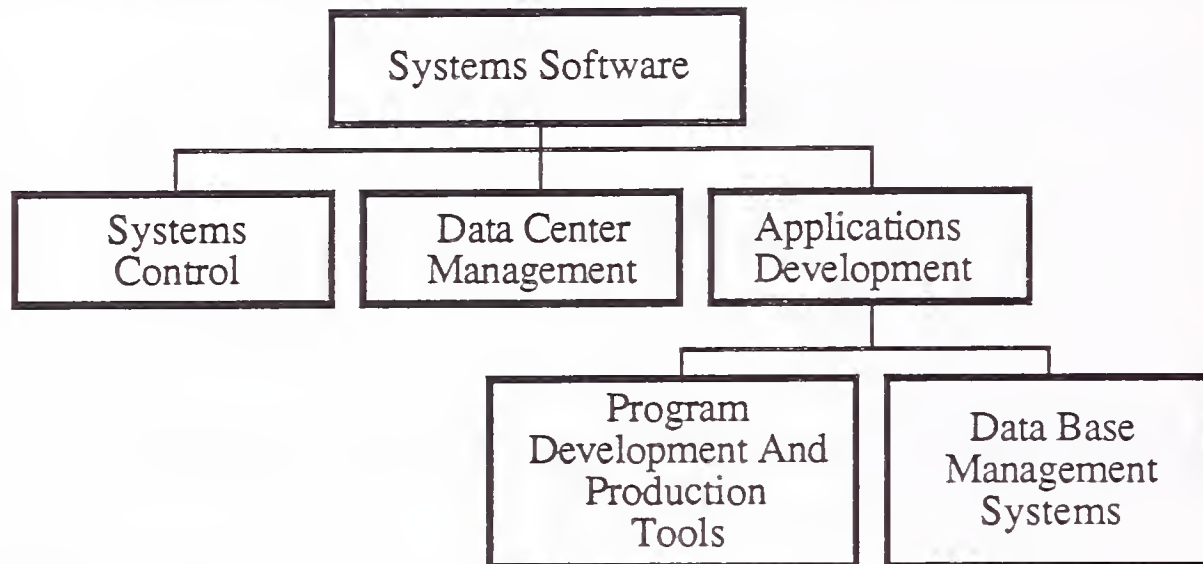 Systems Software
Systems
Control
Data Center
Management
Applications
Development
Program
Development And
Production
Tools
Data Base
Management
Systems